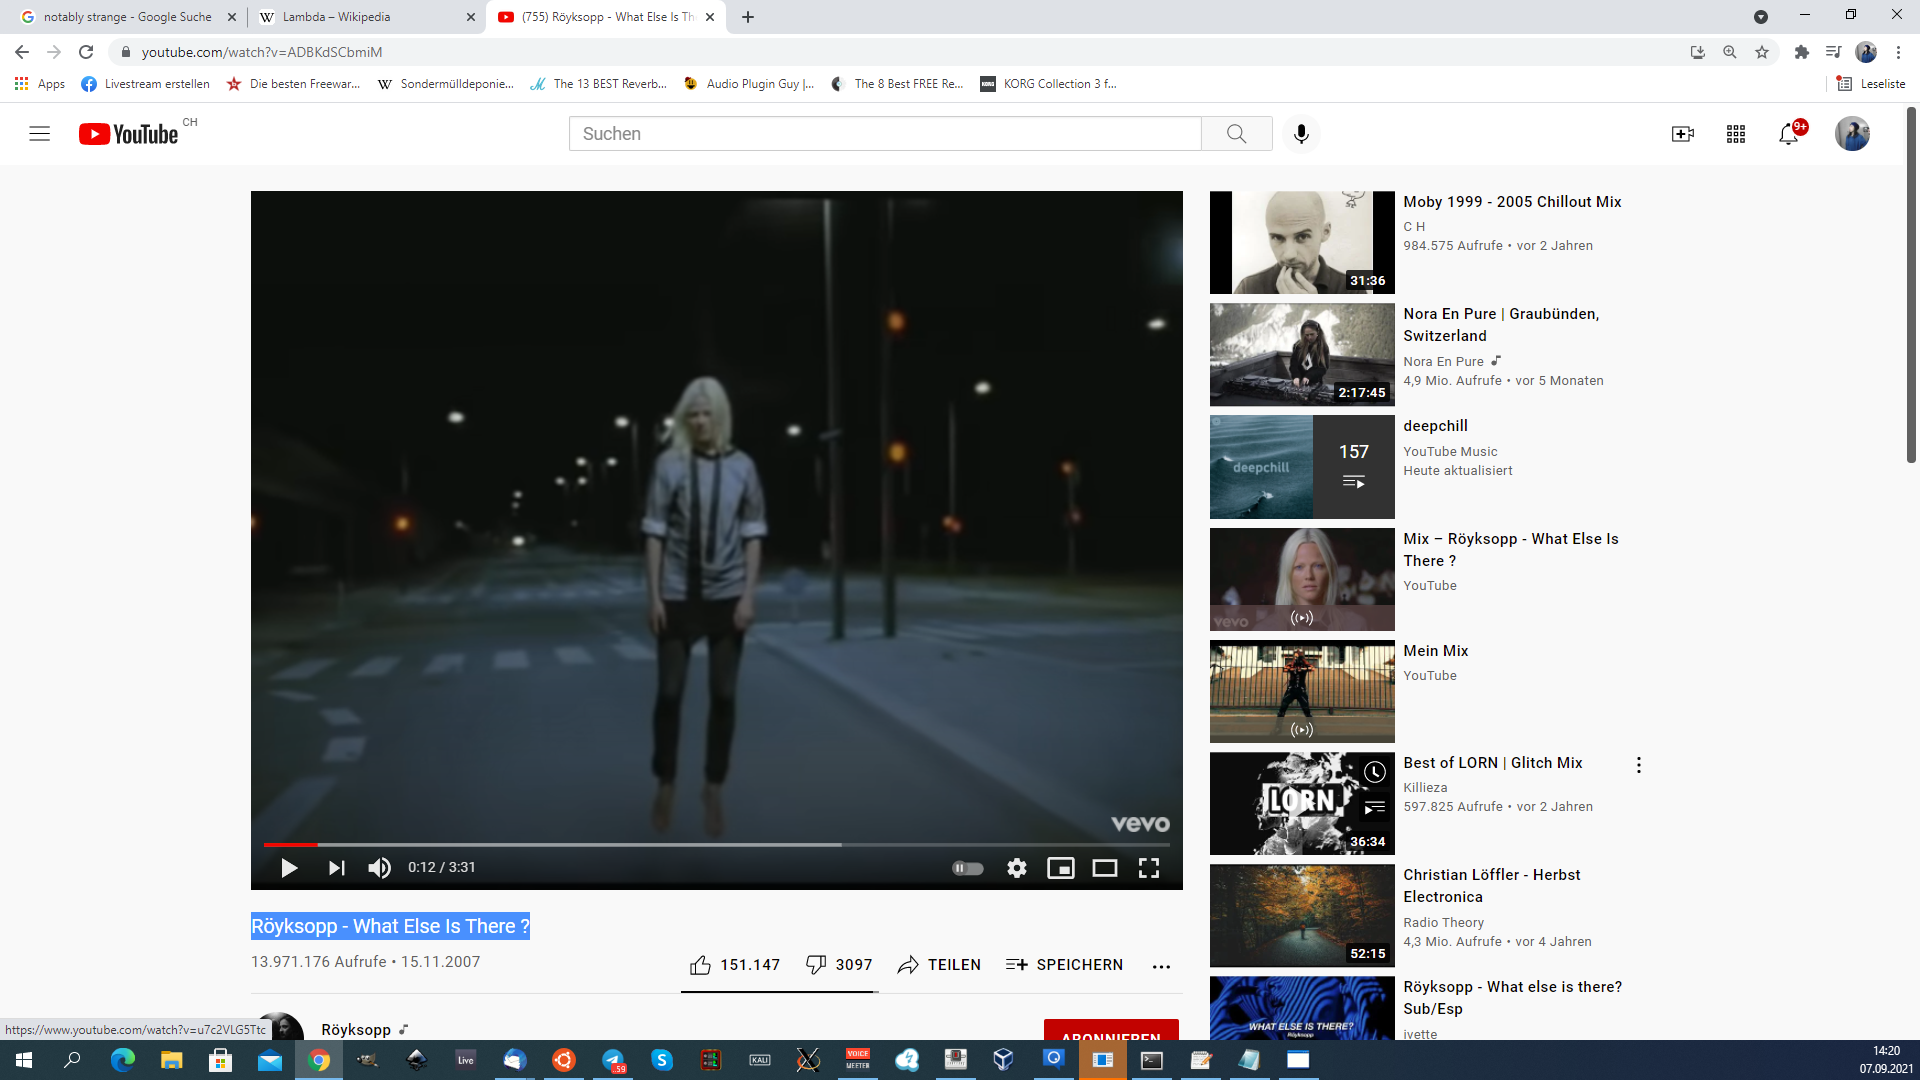 notably strange - Google Suche
Lambda – Wikipedia
(755) Röyksopp - What Else Is Th
youtube.com/watch?v=ADBKdSCbmiM
Apps
Livestream erstellen
Die besten Freewar...
Sondermülldeponie...
The 13 BEST Reverb...
Audio Plugin Guy |...
The 8 Best FREE Re...
KORG
KORG Collection 3 f...
Leseliste
YouTube
CH
Suchen
9+
vevo
0:12 / 3:31
Röyksopp - What Else Is There ?
13.971.176 Aufrufe • 15.11.2007
151.147
3097
TEILEN
SPEICHERN
Röyksopp
ABONNIEREN
31:36
Moby 1999 - 2005 Chillout Mix
C H
984.575 Aufrufe • vor 2 Jahren
2:17:45
Nora En Pure | Graubünden,
Switzerland
Nora En Pure
4,9 Mio. Aufrufe • vor 5 Monaten
deepchill
157
deepchill
YouTube Music
Heute aktualisiert
vevo
Mix – Röyksopp - What Else Is
There ?
YouTube
Mein Mix
YouTube
LORN
36:34
Best of LORN | Glitch Mix
Killieza
597.825 Aufrufe • vor 2 Jahren
52:15
Christian Löffler - Herbst
Electronica
Radio Theory
4,3 Mio. Aufrufe • vor 4 Jahren
WHAT ELSE IS THERE?
Röyksopp
Röyksopp - What else is there?
Sub/Esp
ivette
https://www.youtube.com/watch?v=u7c2VLG5Ttc
Live
.59
KALI
VOICE
MEETER
14:20
07.09.2021